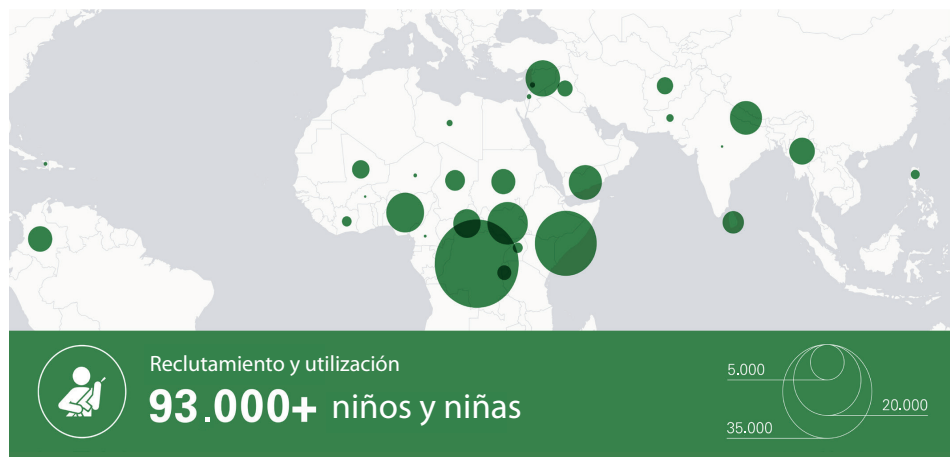 Reclutamiento y utilización
93.000+ niños y niñas
5.000
20.000
35.000